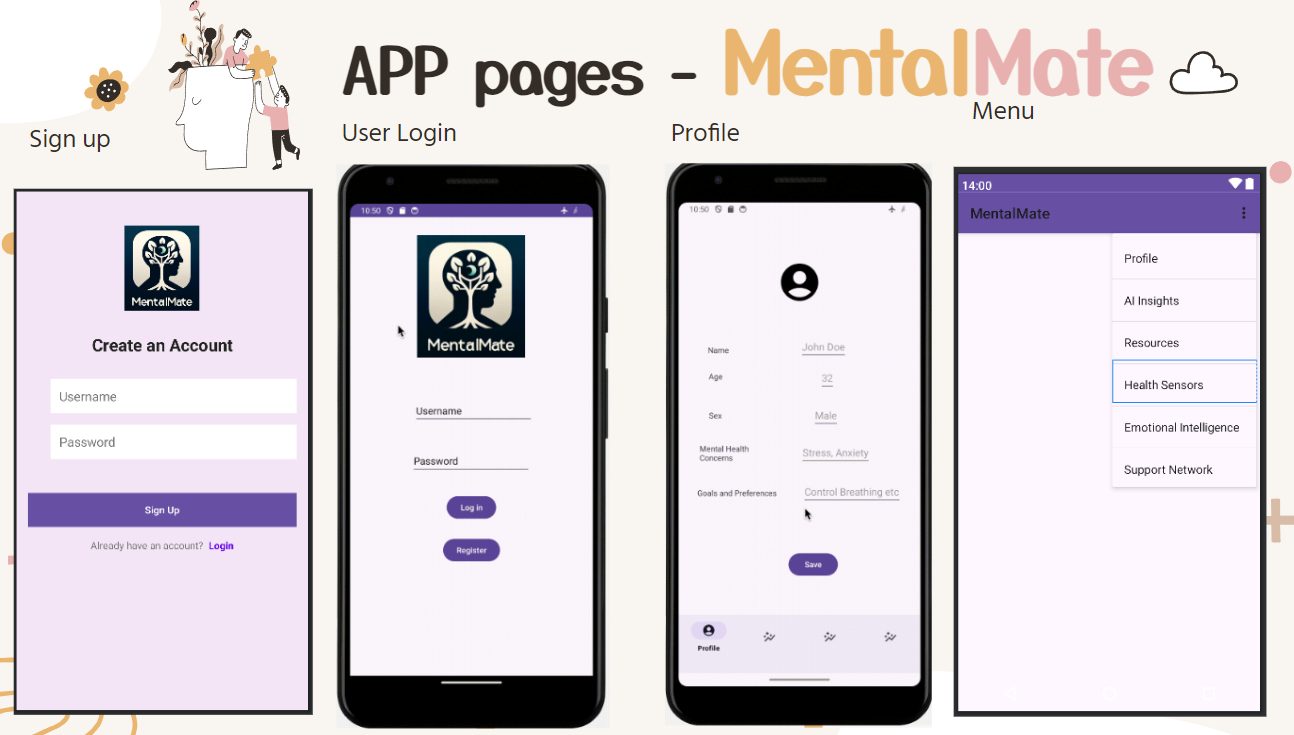 APP pages - MentalMate
Sign up
MentalMate
Create an Account
Username
Password
Sign Up
Already have an account? Login
User Login
10:50
MentalMate
Username
Password
Log in
Register
Profile
10:50
Name John Doe
Age 32
Sex Male
Mental Health
Concerns
Stress, Anxiety
Goals and Preferences Control Breathing etc
Save
Profile
Menu
14:00
MentalMate
Profile
AI Insights
Resources
Health Sensors
Emotional Intelligence
Support Network